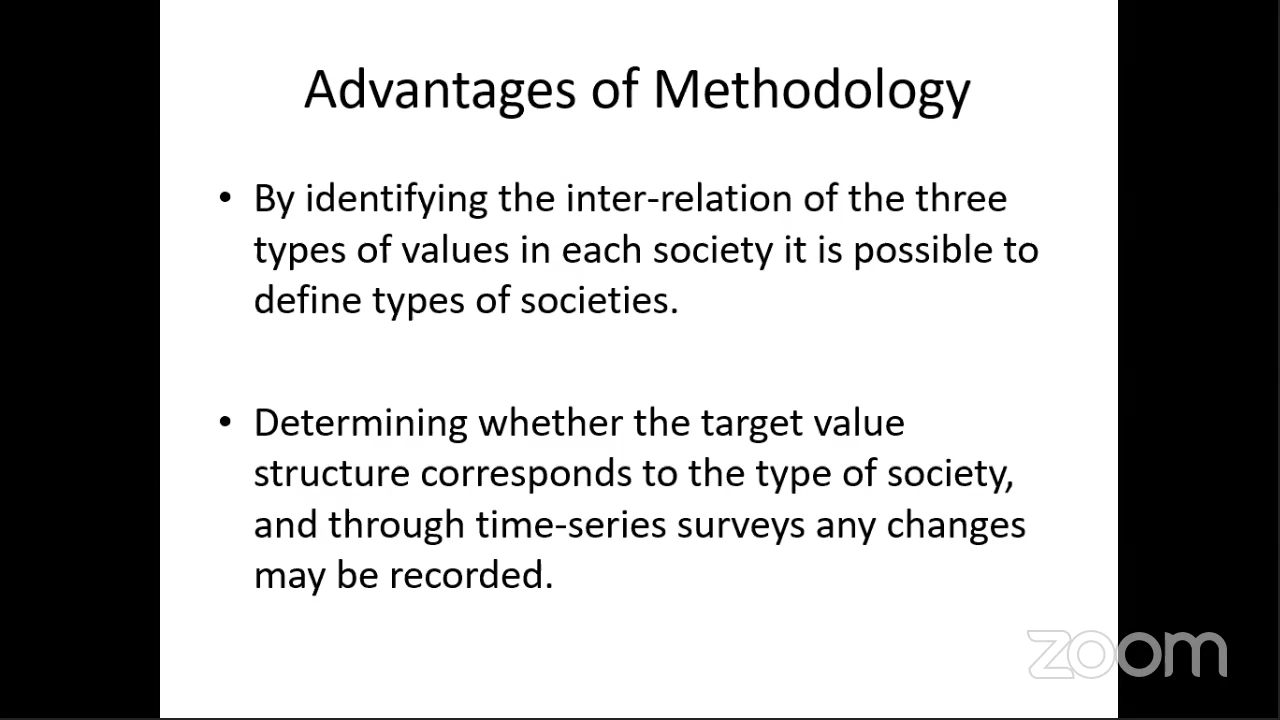 Advantages of Methodology
• By identifying the inter-relation of the three
types of values in each society it is possible to
define types of societies.
• Determining whether the target value
structure corresponds to the type of society,
and through time-series surveys any changes
may be recorded.
zoom